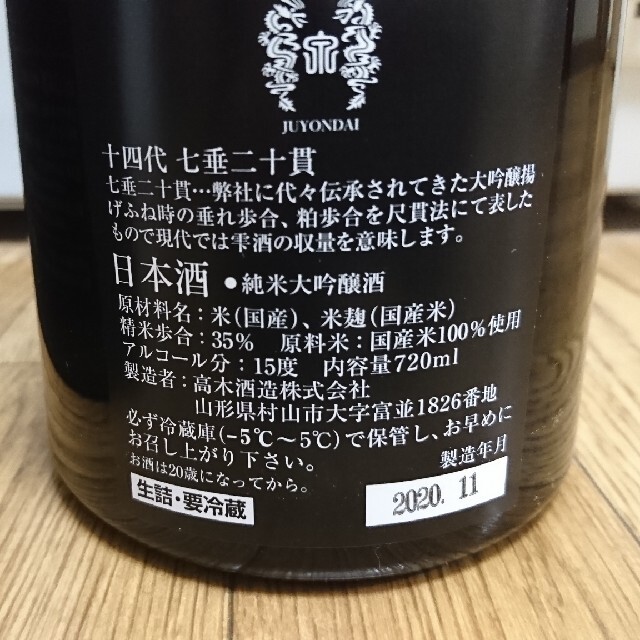 JUYONDAI
十四代 七垂二十貫
七垂二十貫…弊社に代々伝承されてきた大吟醸揚
げふね時の垂れ歩合、粕歩合を尺貫法にて表した
もので現代では雫酒の収量を意味します。
日本酒 ●純米大吟醸酒
原材料名：米(国産)、米麹(国産米)
精米歩合：35% 原料米：国産米100%使用
アルコール分：15度 内容量720ml
製造者：高木酒造株式会社
山形県村山市大字富並1826番地
必ず冷蔵庫(-5℃～5℃)で保管し、お早めに
お召し上がり下さい。
お酒は20歳になってから。
製造年月
生詰・要冷蔵
2020. 11